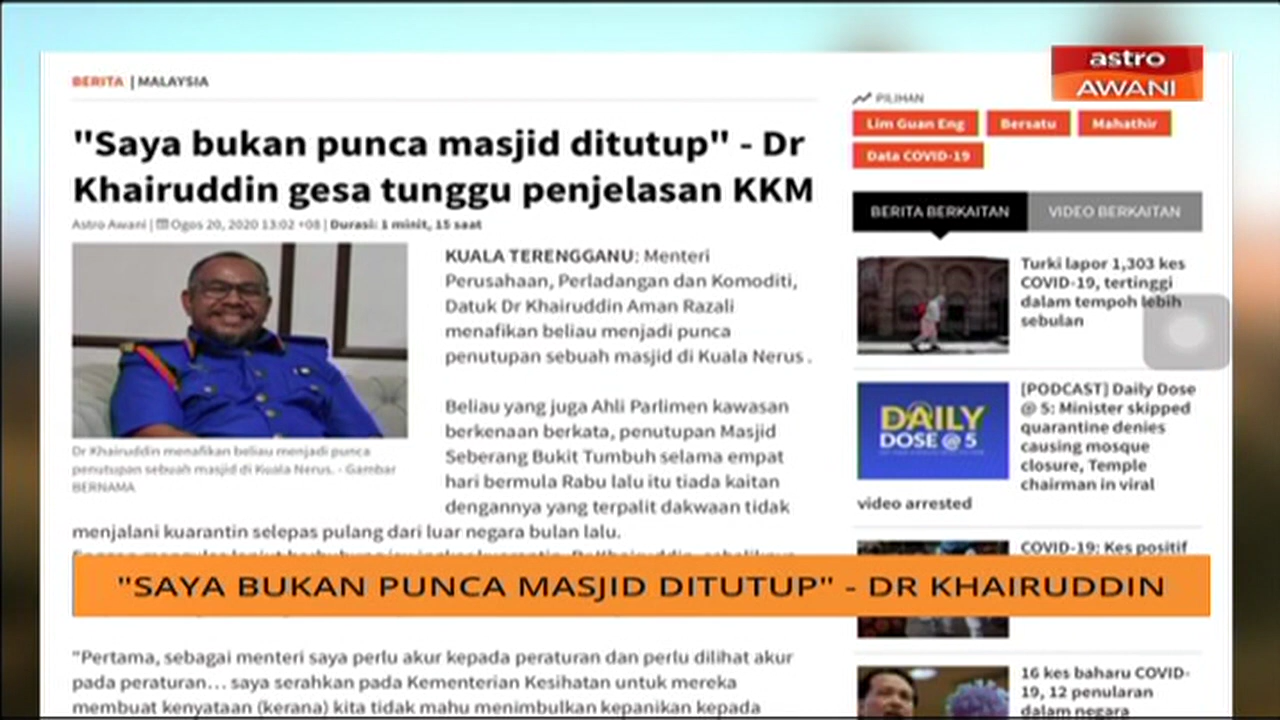 astro
AWANI
BERITA | MALAYSIA
"Saya bukan punca masjid ditutup" - Dr
Khairuddin gesa tunggu penjelasan KKM
Astro Awani | Ogos 20, 2020 13:02 +08 | Durasi: 1 minit, 15 saat
Dr Khairuddin menafikan beliau menjadi punca
penutupan sebuah masjid di Kuala Nerus. - Gambar
BERNAMA
KUALA TERENGGANU: Menteri
Perusahaan, Perladangan dan Komoditi,
Datuk Dr Khairuddin Aman Razali
menafikan beliau menjadi punca
penutupan sebuah masjid di Kuala Nerus .
Beliau yang juga Ahli Parlimen kawasan
berkenaan berkata, penutupan Masjid
Seberang Bukit Tumbuh selama empat
hari bermula Rabu lalu itu tiada kaitan
dengannya yang terpalit dakwaan tidak
menjalani kuarantin selepas pulang dari luar negara bulan lalu.
"SAYA BUKAN PUNCA MASJID DITUTUP" - DR KHAIRUDDIN
"Pertama, sebagai menteri saya perlu akur kepada peraturan dan perlu dilihat akur
pada peraturan... saya serahkan pada Kementerian Kesihatan untuk mereka
membuat kenyataan (kerana) kita tidak mahu menimbulkan kepanikan kepada
PILIHAN
Lim Guan Eng Bersatu Mahathir
Data COVID-19
BERITA BERKAITAN VIDEO BERKAITAN
Turki lapor 1,303 kes
COVID-19, tertinggi
dalam tempoh lebih
sebulan
DAILY
DOSE @ 5
[PODCAST] Daily Dose
@ 5: Minister skipped
quarantine denies
causing mosque
closure, Temple
chairman in viral
video arrested
COVID-19: Kes positif
16 kes baharu COVID-
19, 12 penularan
dalam negara